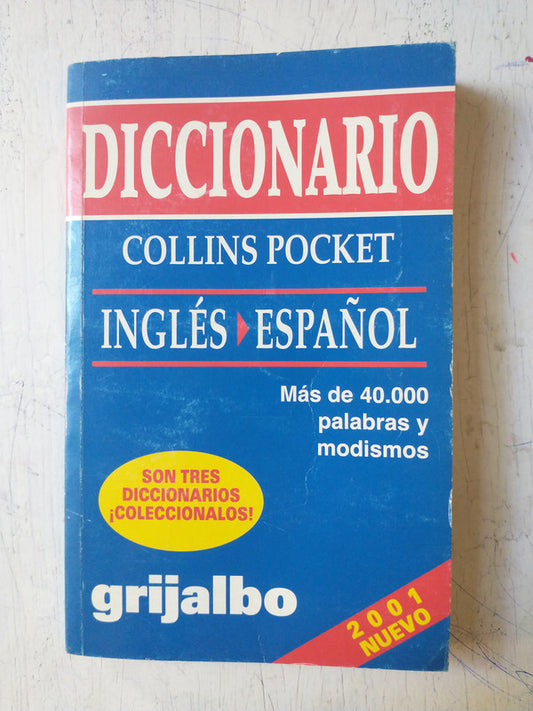 DICCIONARIO
COLLINS POCKET
INGLÉS ESPAÑOL
Más de 40.000
palabras y
modismos
SON TRES
DICCIONARIOS
¡COLECCIONALOS!
grijalbo
2001
NUEVO